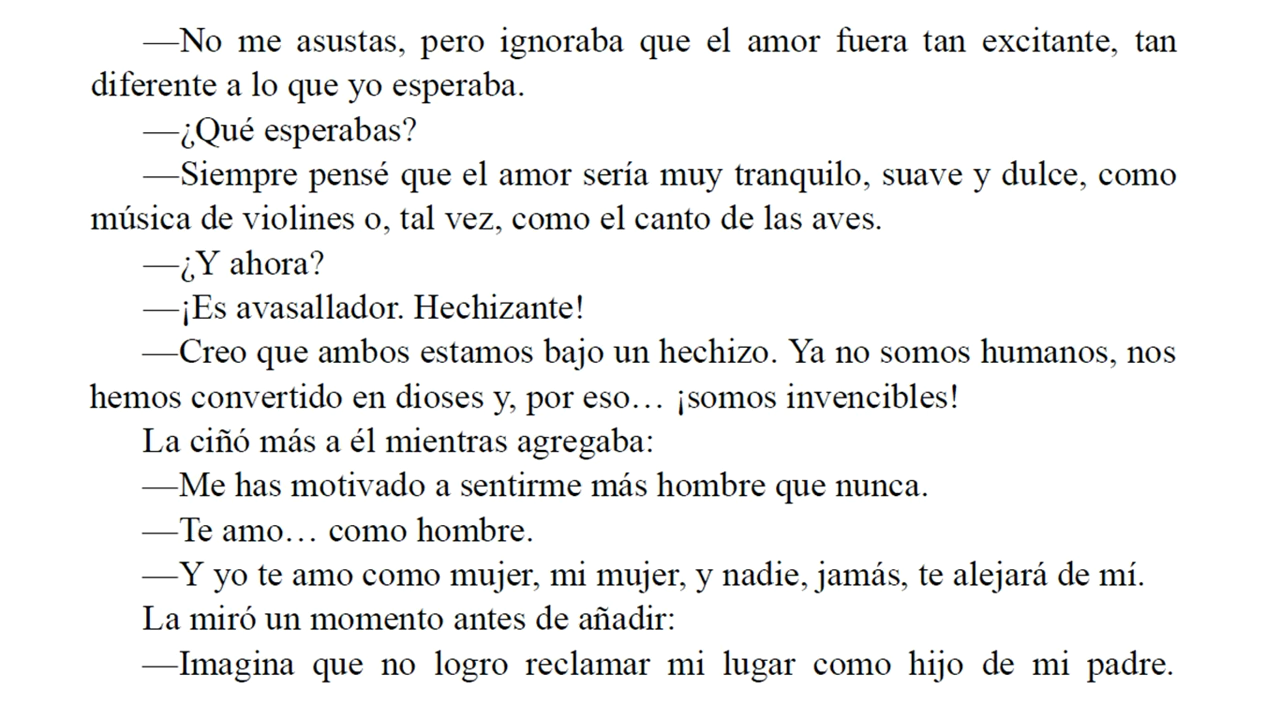 —No me asustas, pero ignoraba que el amor fuera tan excitante, tan
diferente a lo que yo esperaba.
—¿Qué esperabas?
—Siempre pensé que el amor sería muy tranquilo, suave y dulce, como
música de violines o, tal vez, como el canto de las aves.
—¿Y ahora?
—¡Es avasallador. Hechizante!
—Creo que ambos estamos bajo un hechizo. Ya no somos humanos, nos
hemos convertido en dioses y, por eso… ¡somos invencibles!
La ciñó más a él mientras agregaba:
—Me has motivado a sentirme más hombre que nunca.
—Te amo… como hombre.
—Y yo te amo como mujer, mi mujer, y nadie, jamás, te alejará de mí.
La miró un momento antes de añadir:
—Imagina que no logro reclamar mi lugar como hijo de mi padre.